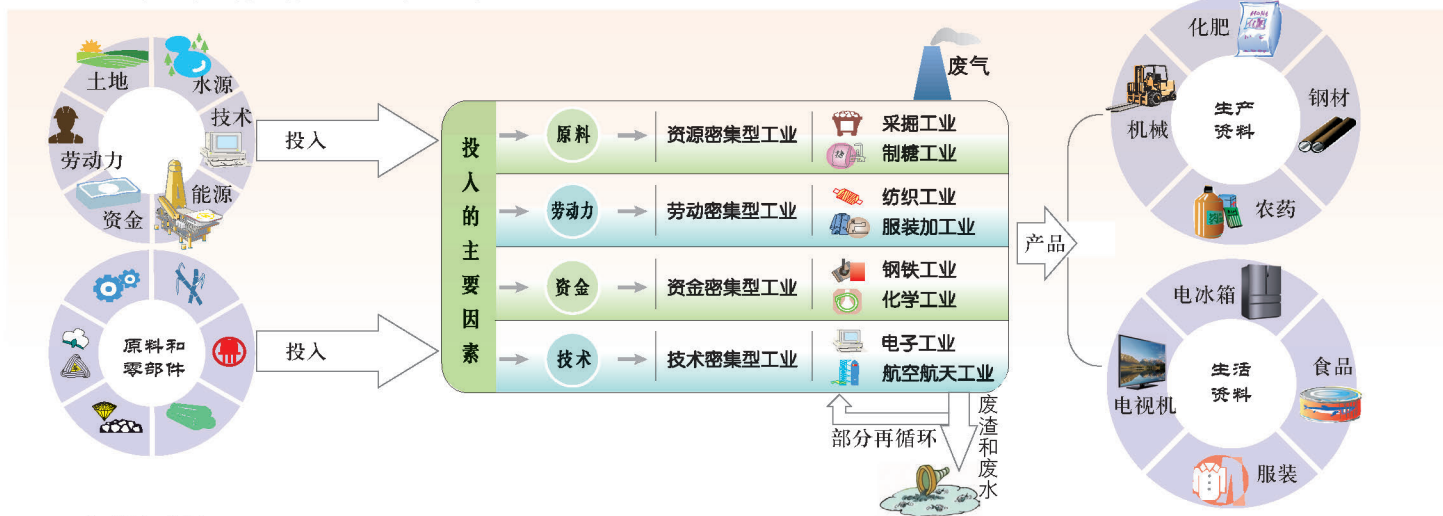 土地
水源
技术
劳动力
能源
资金
投入
原料和
零部件
投入
投入的主要因素
原料
资源密集型工业
采掘工业
制糖工业
劳动力
劳动密集型工业
纺织工业
服装加工业
资金
资金密集型工业
钢铁工业
化学工业
技术
技术密集型工业
电子工业
航空航天工业
废气
部分再循环
废渣和废水
产品
化肥
机械
生产
资料
钢材
农药
电冰箱
电视机
生活
资料
食品
服装